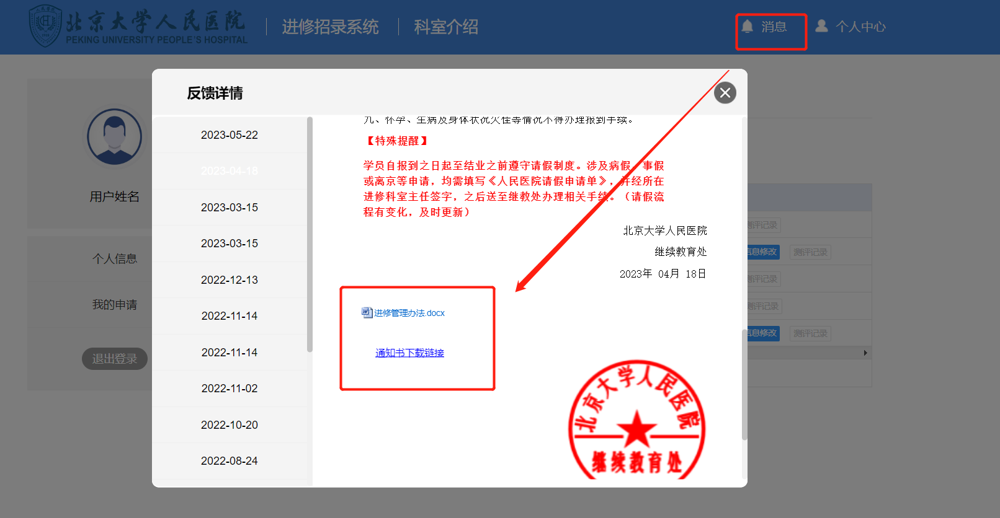 北京大学人民医院
PEKING UNIVERSITY PEOPLE'S HOSPITAL
进修招录系统
科室介绍
消息
个人中心
反馈详情
用户姓名
个人信息
我的申请
退出登录
2023-05-22
2023-04-18
2023-03-15
2023-03-15
2022-12-13
2022-11-14
2022-11-14
2022-11-02
2022-10-20
2022-08-24
九、怀孕、生病及身体状况欠佳等情况不得办理报到手续。
【特殊提醒】
学员自报到之日起至结业之前遵守请假制度。涉及病假、事假
或离京等申请，均需填写《人民医院请假申请单》，并经所在
进修科室主任签字，之后送至继教处办理相关手续。（请假流
程有变化，及时更新）
北京大学人民医院
继续教育处
2023年 04月 18日
进修管理办法.docx
通知书下载链接
北京大学人民医院
继续教育处
测评记录
信息修改 测评记录
测评记录
测评记录
信息修改 测评记录